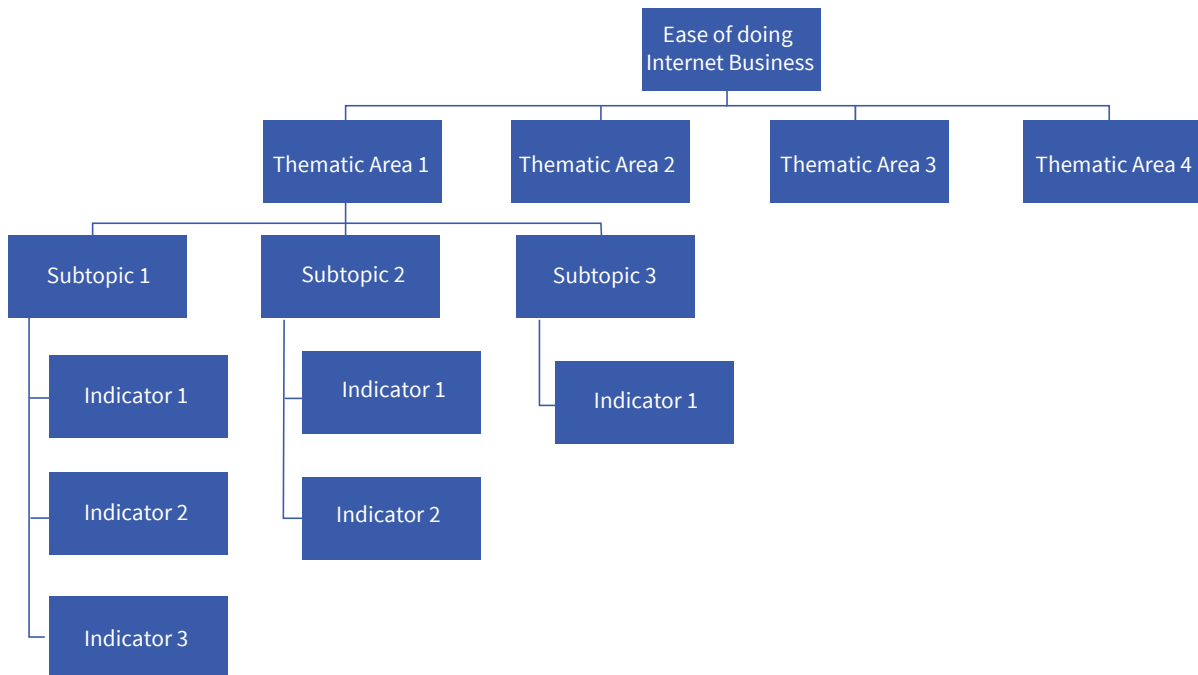 Ease of doing
Internet Business
Thematic Area 1
Thematic Area 2
Thematic Area 3
Thematic Area 4
Subtopic 1
Subtopic 2
Subtopic 3
Indicator 1
Indicator 1
Indicator 1
Indicator 2
Indicator 2
Indicator 3